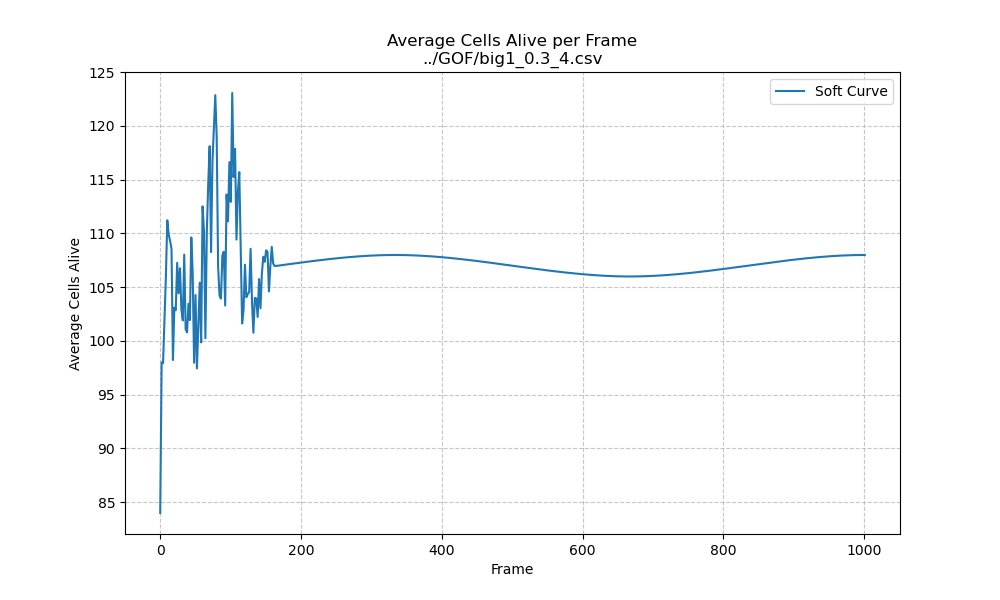 Average Cells Alive per Frame
../GOF/big1_0.3_4.csv
Soft Curve
Average Cells Alive
125
120
115
110
105
100
95
90
85
0 200 400 600 800 1000
Frame